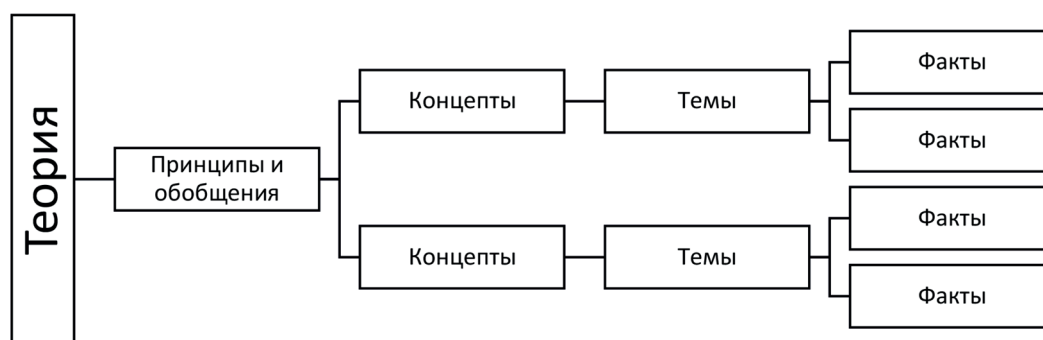 Теория
Принципы и
обобщения
Концепты
Темы
Факты
Факты
Концепты
Темы
Факты
Факты